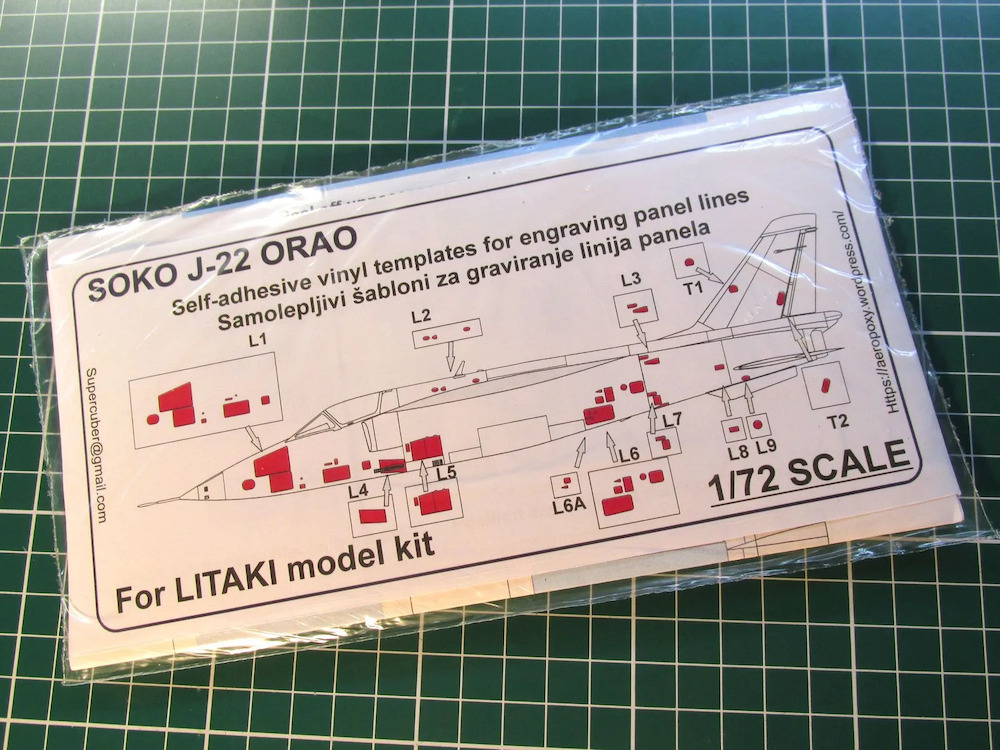 SOKO J-22 ORAO
Self-adhesive vinyl templates for engraving panel lines
Samolepljivi šabloni za graviranje linija panela
L1
L2
L3
T1
Supercuber@gmail.com
Https://aeropoxy.wordpress.com/
L4
L5
L6A
L6
L7
L8 L9
T2
1/72 SCALE
For LITAKI model kit